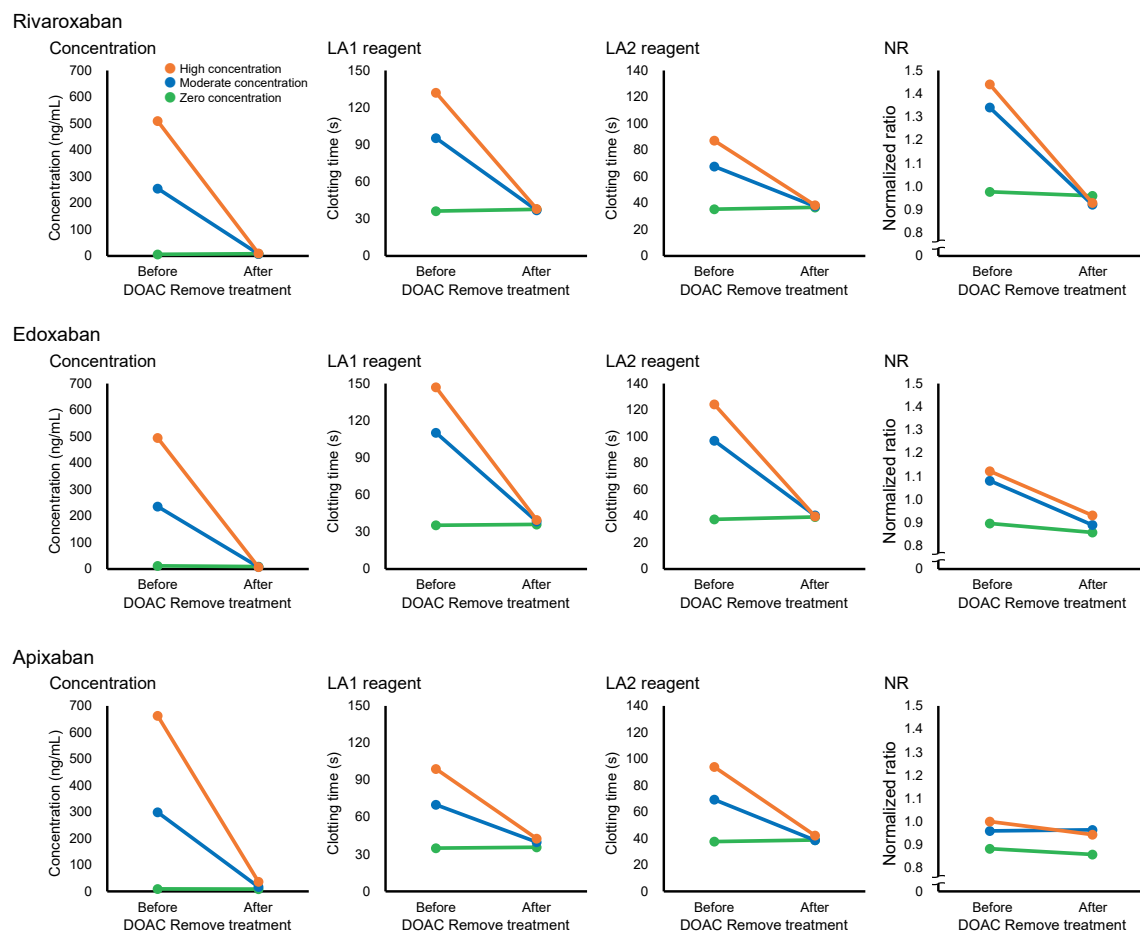 Rivaroxaban
Concentration
LA1 reagent
LA2 reagent
NR
700
600
500
400
300
200
100
0
Concentration (ng/mL)
High concentration
Moderate concentration
Zero concentration
Before
After
DOAC Remove treatment
150
120
90
60
30
0
Clotting time (s)
Before
After
DOAC Remove treatment
140
120
100
80
60
40
20
0
Clotting time (s)
Before
After
DOAC Remove treatment
1.5
1.4
1.3
1.2
1.1
1.0
0.9
0.8
0
Normalized ratio
Before
After
DOAC Remove treatment
Edoxaban
Concentration
LA1 reagent
LA2 reagent
NR
700
600
500
400
300
200
100
0
Concentration (ng/mL)
Before
After
DOAC Remove treatment
150
120
90
60
30
0
Clotting time (s)
Before
After
DOAC Remove treatment
140
120
100
80
60
40
20
0
Clotting time (s)
Before
After
DOAC Remove treatment
1.5
1.4
1.3
1.2
1.1
1.0
0.9
0.8
0
Normalized ratio
Before
After
DOAC Remove treatment
Apixaban
Concentration
LA1 reagent
LA2 reagent
NR
700
600
500
400
300
200
100
0
Concentration (ng/mL)
Before
After
DOAC Remove treatment
150
120
90
60
30
0
Clotting time (s)
Before
After
DOAC Remove treatment
140
120
100
80
60
40
20
0
Clotting time (s)
Before
After
DOAC Remove treatment
1.5
1.4
1.3
1.2
1.1
1.0
0.9
0.8
0
Normalized ratio
Before
After
DOAC Remove treatment